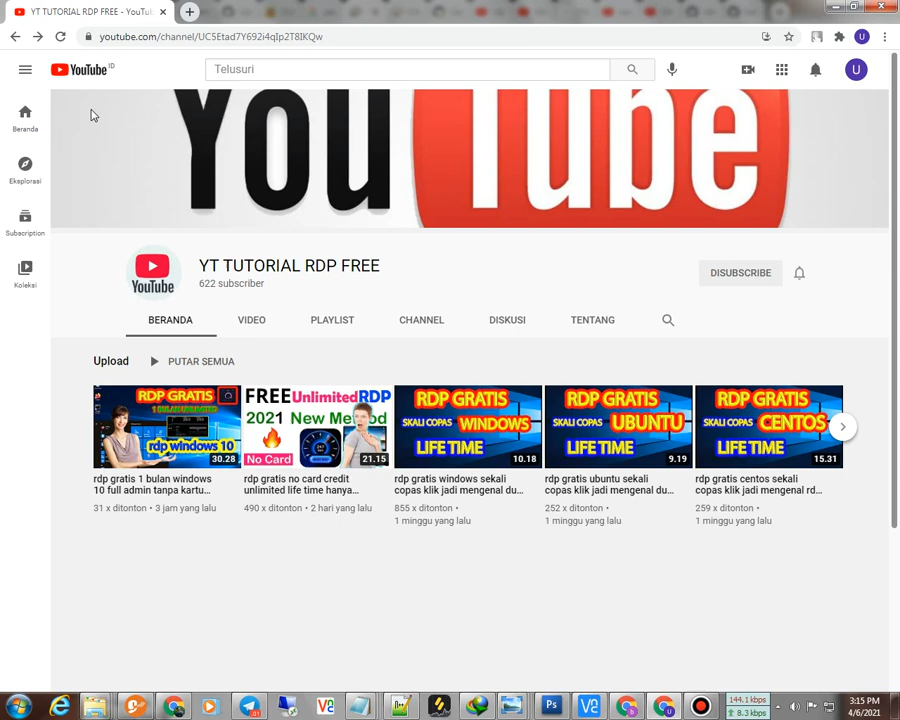 YT TUTORIAL RDP FREE - YouTub
youtube.com/channel/UC5Etad7Y692i4qIp2T8IKQw
U
YouTube ID
Telusuri
U
Beranda
Eksplorasi
Subscription
Koleksi
You Tube
YouTube
YT TUTORIAL RDP FREE
622 subscriber
DISUBSCRIBE
BERANDA
VIDEO
PLAYLIST
CHANNEL
DISKUSI
TENTANG
Upload
PUTAR SEMUA
RDP GRATIS
1 BULAN UNLIMITED
rdp windows 10
30.28
rdp gratis 1 bulan windows
10 full admin tanpa kartu...
31 x ditonton • 3 jam yang lalu
FREE Unlimited RDP
2021 New Method
No Card
21.15
rdp gratis no card credit
unlimited life time hanya...
490 x ditonton • 2 hari yang lalu
RDP GRATIS
SKALI COPAS WINDOWS
LIFE TIME
10.18
rdp gratis windows sekali
copas klik jadi mengenal du...
855 x ditonton •
1 minggu yang lalu
RDP GRATIS
SKALI COPAS UBUNTU
LIFE TIME
9.19
rdp gratis ubuntu sekali
copas klik jadi mengenal du...
252 x ditonton •
1 minggu yang lalu
RDP GRATIS
SKALI COPAS CENTOS
LIFE TIME
15.31
rdp gratis centos sekali
copas klik jadi mengenal rd...
259 x ditonton •
1 minggu yang lalu
Ps
144.1 kbps
8.3 kbps
3:15 PM
4/6/2021